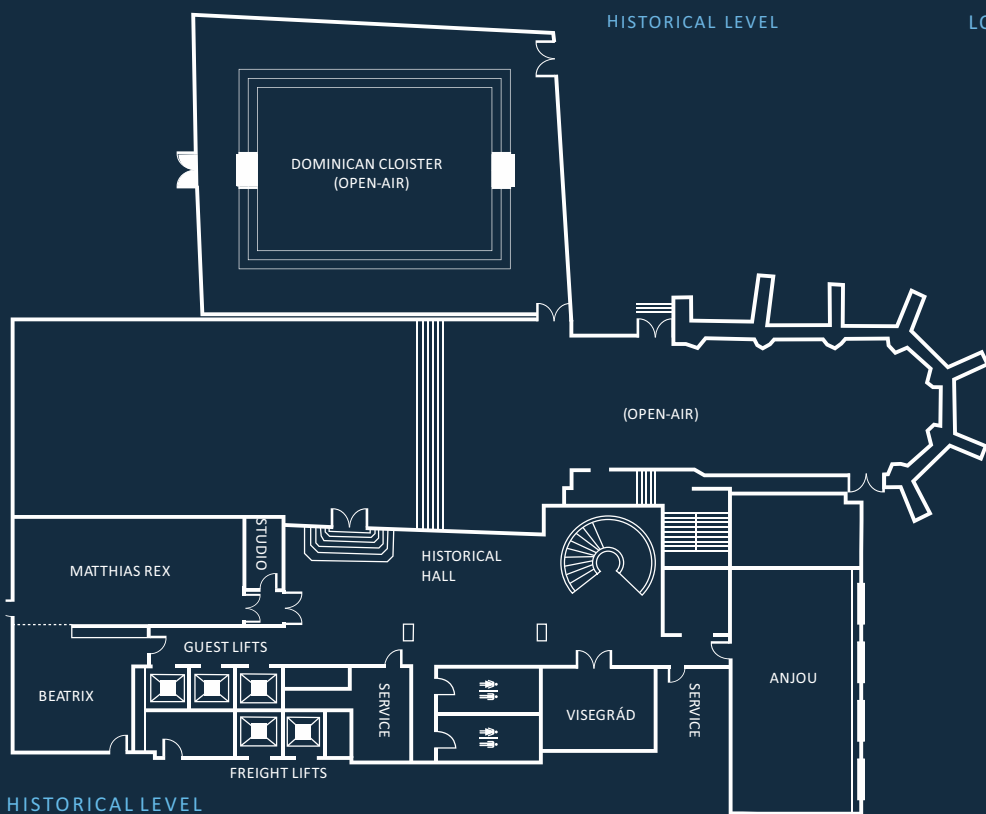 HISTORICAL LEVEL
LO
DOMINICAN CLOISTER
(OPEN-AIR)
(OPEN-AIR)
STUDIO
HISTORICAL
HALL
MATTHIAS REX
GUEST LIFTS
BEATRIX
SERVICE
VISEGRÁD
SERVICE
ANJOU
FREIGHT LIFTS
HISTORICAL LEVEL